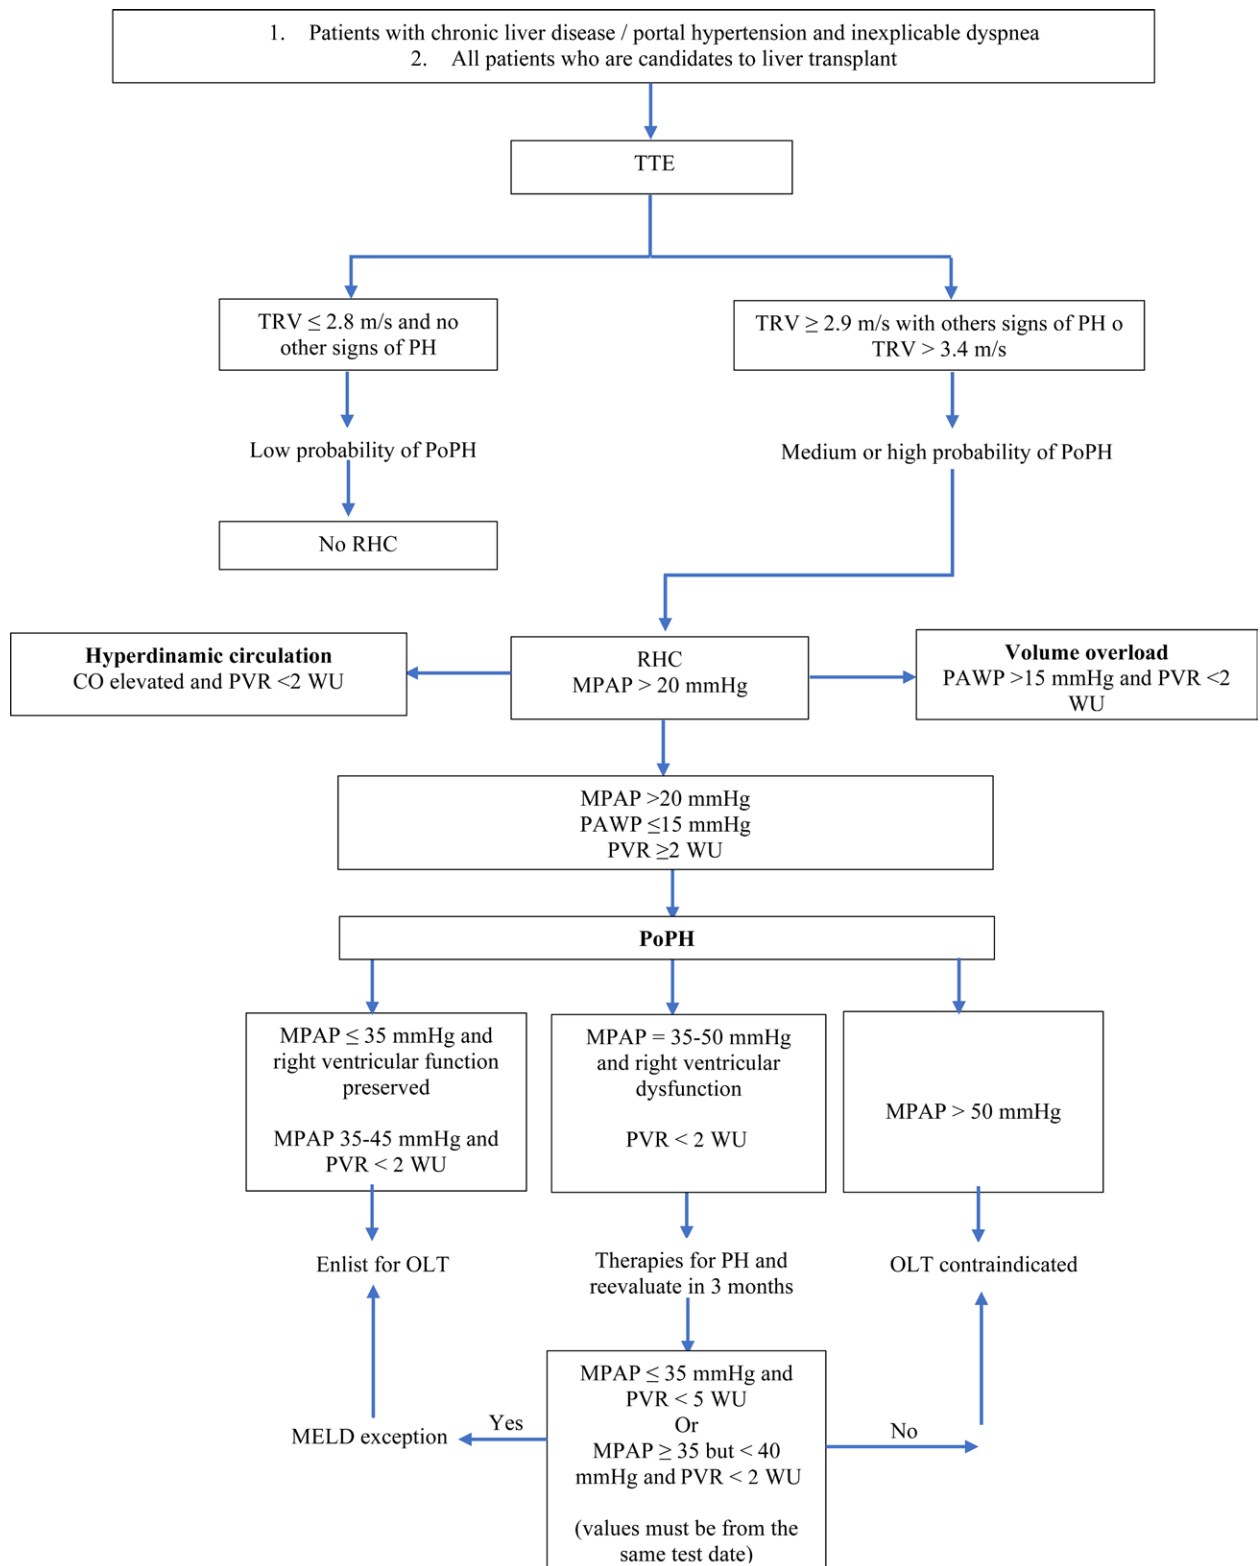 1. Patients with chronic liver disease / portal hypertension and inexplicable dyspnea
2. All patients who are candidates to liver transplant
TTE
TRV ≤ 2.8 m/s and no
other signs of PH
TRV ≥ 2.9 m/s with others signs of PH o
TRV > 3.4 m/s
Low probability of PoPH
Medium or high probability of PoPH
No RHC
Hyperdinamic circulation
CO elevated and PVR <2 WU
RHC
MPAP > 20 mmHg
Volume overload
PAWP >15 mmHg and PVR <2
WU
MPAP >20 mmHg
PAWP ≤15 mmHg
PVR ≥2 WU
PoPH
MPAP ≤ 35 mmHg and
right ventricular function
preserved
MPAP 35-45 mmHg and
PVR < 2 WU
MPAP = 35-50 mmHg
and right ventricular
dysfunction
PVR < 2 WU
MPAP > 50 mmHg
Enlist for OLT
Therapies for PH and
reevaluate in 3 months
OLT contraindicated
MPAP ≤ 35 mmHg and
PVR < 5 WU
Or
MPAP ≥ 35 but < 40
mmHg and PVR < 2 WU
(values must be from the
same test date)
Yes
No
MELD exception